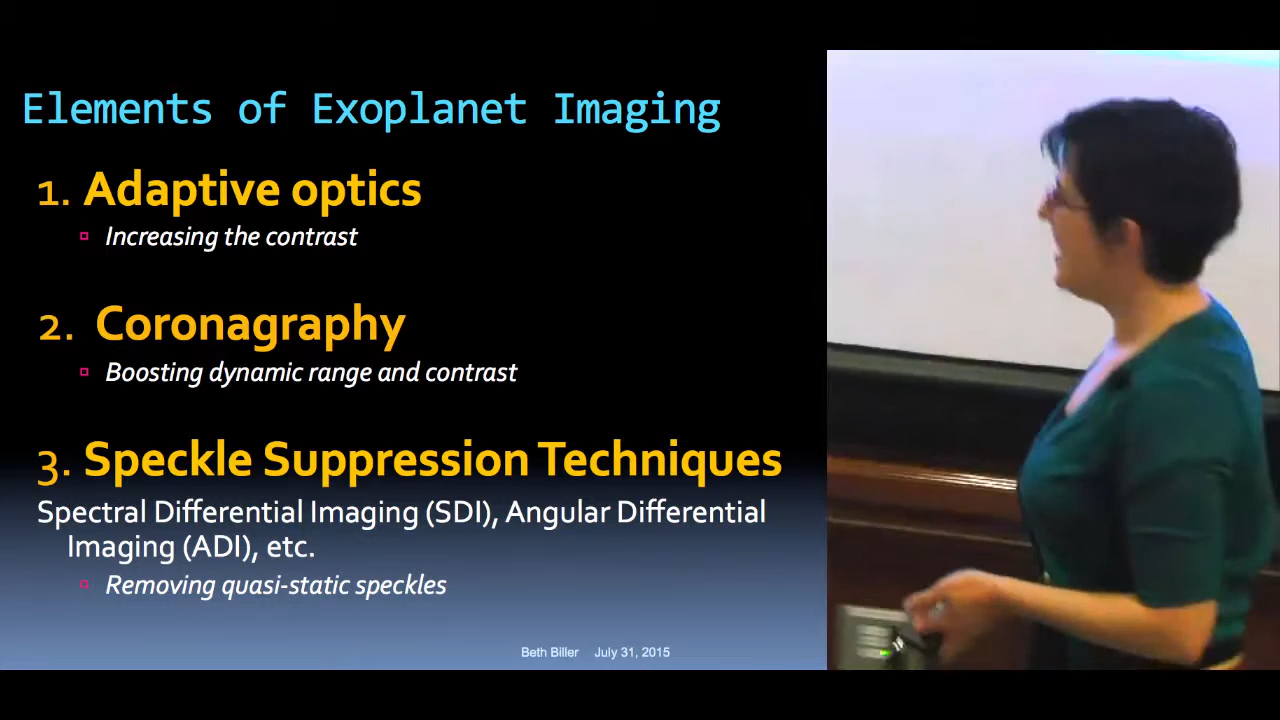 Elements of Exoplanet Imaging
1. Adaptive optics
Increasing the contrast
2. Coronagraphy
Boosting dynamic range and contrast
3. Speckle Suppression Techniques
Spectral Differential Imaging (SDI), Angular Differential
Imaging (ADI), etc.
Removing quasi-static speckles
Beth Biller July 31, 2015